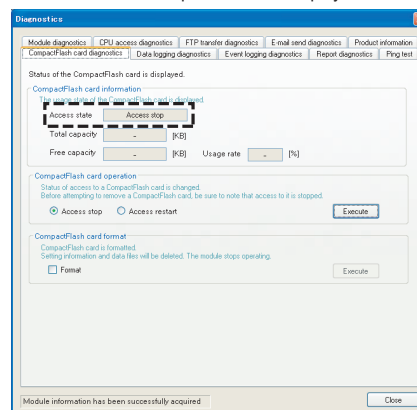 Diagnostics
Module diagnostics CPU access diagnostics FTP transfer diagnostics E-mail send diagnostics Product information
CompactFlash card diagnostics Data logging diagnostics Event logging diagnostics Report diagnostics Ping test
Status of the CompactFlash card is displayed.
CompactFlash card information
The usage state of the CompactFlash card is displayed.
Access state Access stop
Total capacity - [KB]
Free capacity - [KB] Usage rate - [%]
CompactFlash card operation
Status of access to a CompactFlash card is changed.
Before attempting to remove a CompactFlash card, be sure to note that access to it is stopped.
Access stop Access restart Execute
CompactFlash card format
CompactFlash card is formatted.
Setting information and data files will be deleted. The module stops operating.
Format Execute
Module information has been successfully acquired Close